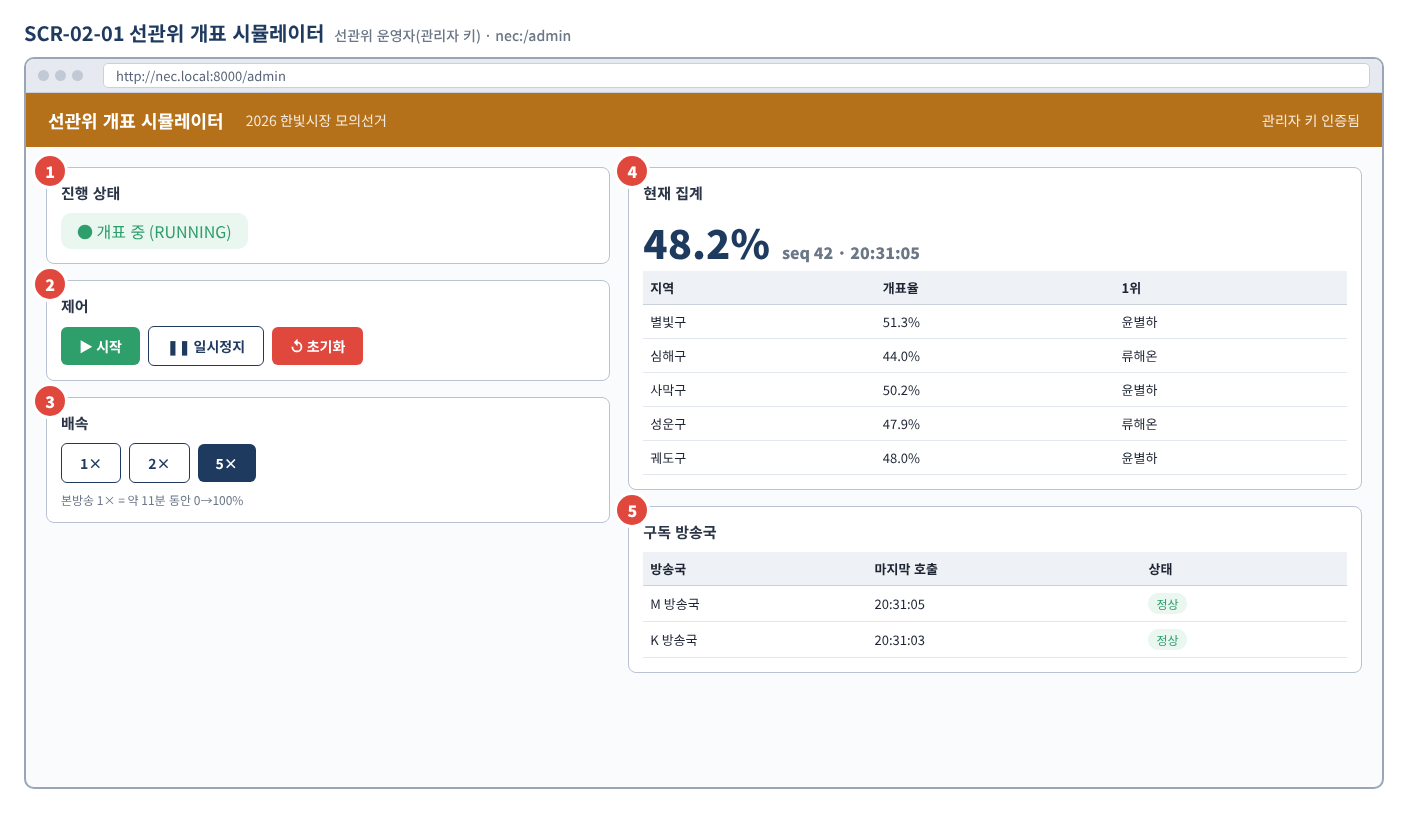 SCR-02-01 선관위 개표 시뮬레이터 선관위 운영자(관리자 키) · nec:/admin
http://nec.local:8000/admin
선관위 개표 시뮬레이터 2026 한빛시장 모의선거 관리자 키 인증됨
1
진행 상태
● 개표 중 (RUNNING)
2
제어
▶ 시작 ❚❚ 일시정지 ↺ 초기화
3
배속
1× 2× 5×
본방송 1× = 약 11분 동안 0→100%
4
현재 집계
48.2% seq 42 · 20:31:05
지역 개표율 1위
별빛구 51.3% 윤별하
심해구 44.0% 류해온
사막구 50.2% 윤별하
성운구 47.9% 류해온
궤도구 48.0% 윤별하
5
구독 방송국
방송국 마지막 호출 상태
M 방송국 20:31:05 정상
K 방송국 20:31:03 정상